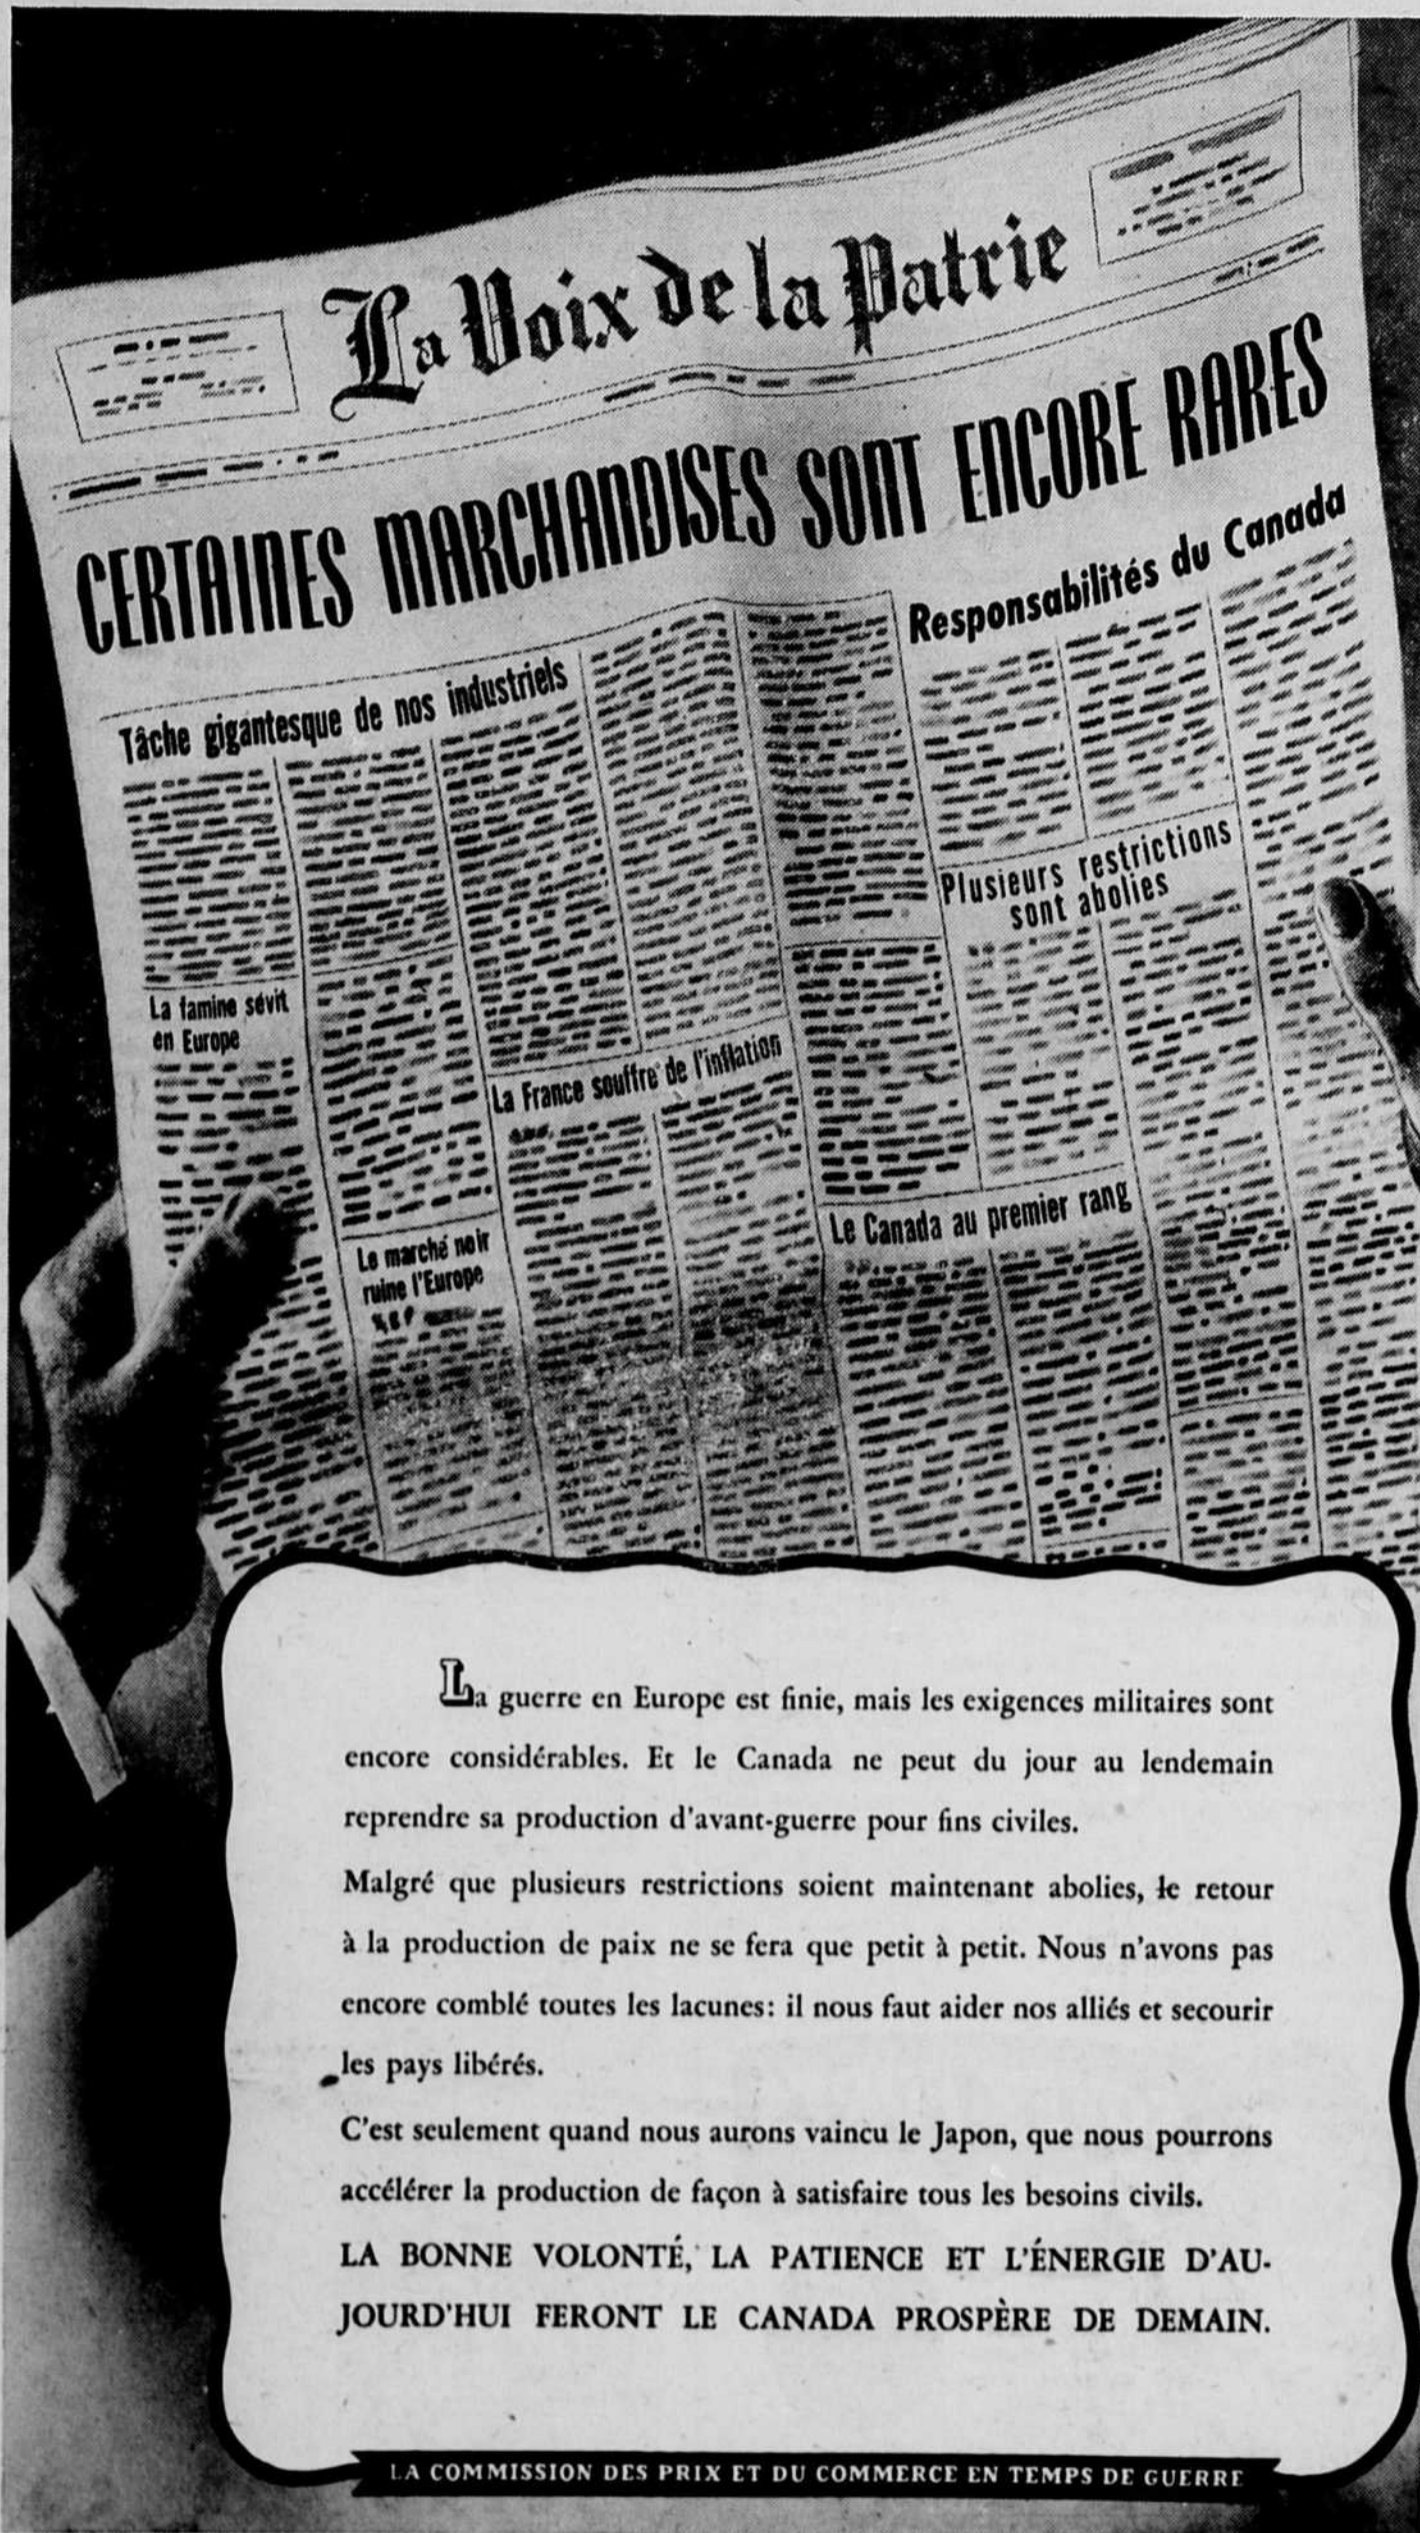 La Voix de la Patrie
CERTAINES MARCHANDISES SONT ENCORE RARES
Tâche gigantesque de nos industriels
Responsabilités du Canada
Plusieurs restrictions
sont abolies
La famine sévit
en Europe
La France souffre de l'inflation
Le Canada au premier rang
Le marché noir
ruine l'Europe
La guerre en Europe est finie, mais les exigences militaires sont
encore considérables. Et le Canada ne peut du jour au lendemain
reprendre sa production d'avant-guerre pour fins civiles.
Malgré que plusieurs restrictions soient maintenant abolies, le retour
à la production de paix ne se fera que petit à petit. Nous n'avons pas
encore comblé toutes les lacunes: il nous faut aider nos alliés et secourir
les pays libérés.
C'est seulement quand nous aurons vaincu le Japon, que nous pourrons
accélérer la production de façon à satisfaire tous les besoins civils.
LA BONNE VOLONTÉ, LA PATIENCE ET L'ÉNERGIE D'AU-
JOURD'HUI FERONT LE CANADA PROSPÈRE DE DEMAIN.
LA COMMISSION DES PRIX ET DU COMMERCE EN TEMPS DE GUERRE